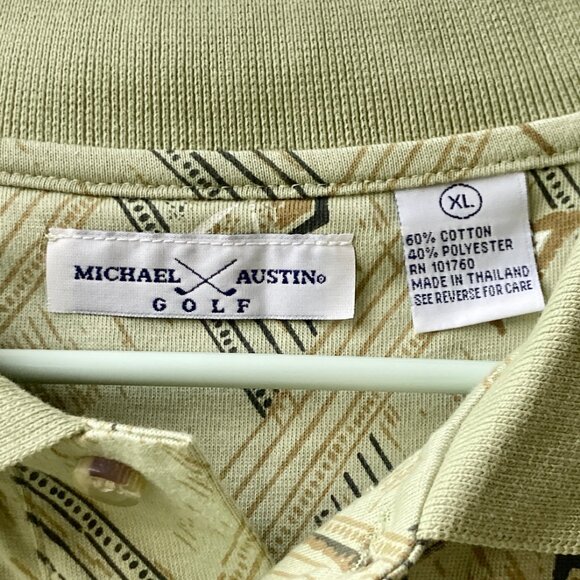 MICHAEL AUSTIN®
GOLF
XL
60% COTTON
40% POLYESTER
RN 101760
MADE IN THAILAND
SEE REVERSE FOR CARE